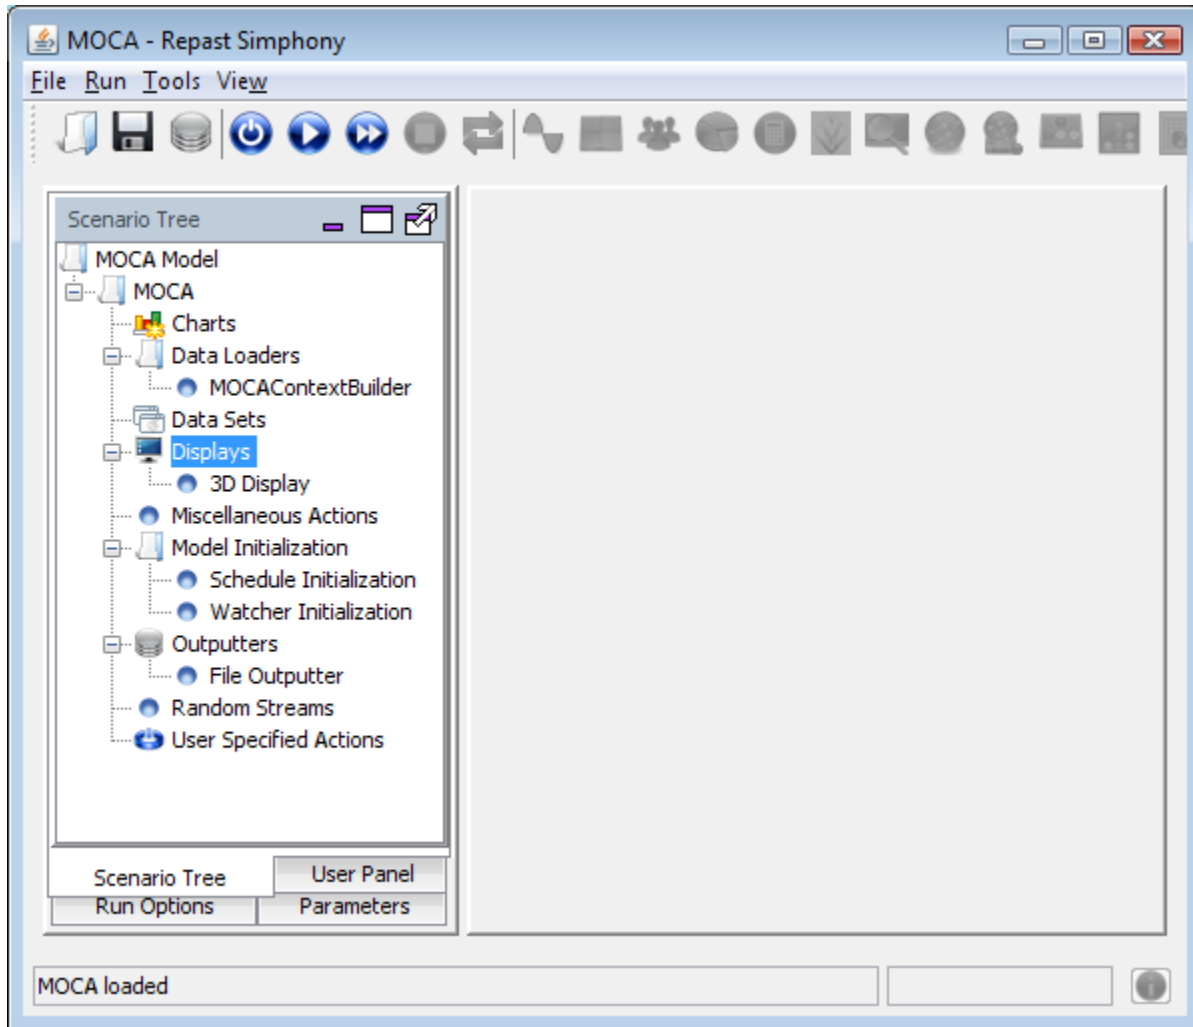 MOCA - Repast Simphony
File Run Tools View
Scenario Tree
MOCA Model
MOCA
Charts
Data Loaders
MOCAContextBuilder
Data Sets
Displays
3D Display
Miscellaneous Actions
Model Initialization
Schedule Initialization
Watcher Initialization
Outputters
File Outputter
Random Streams
User Specified Actions
Scenario Tree User Panel
Run Options Parameters
MOCA loaded